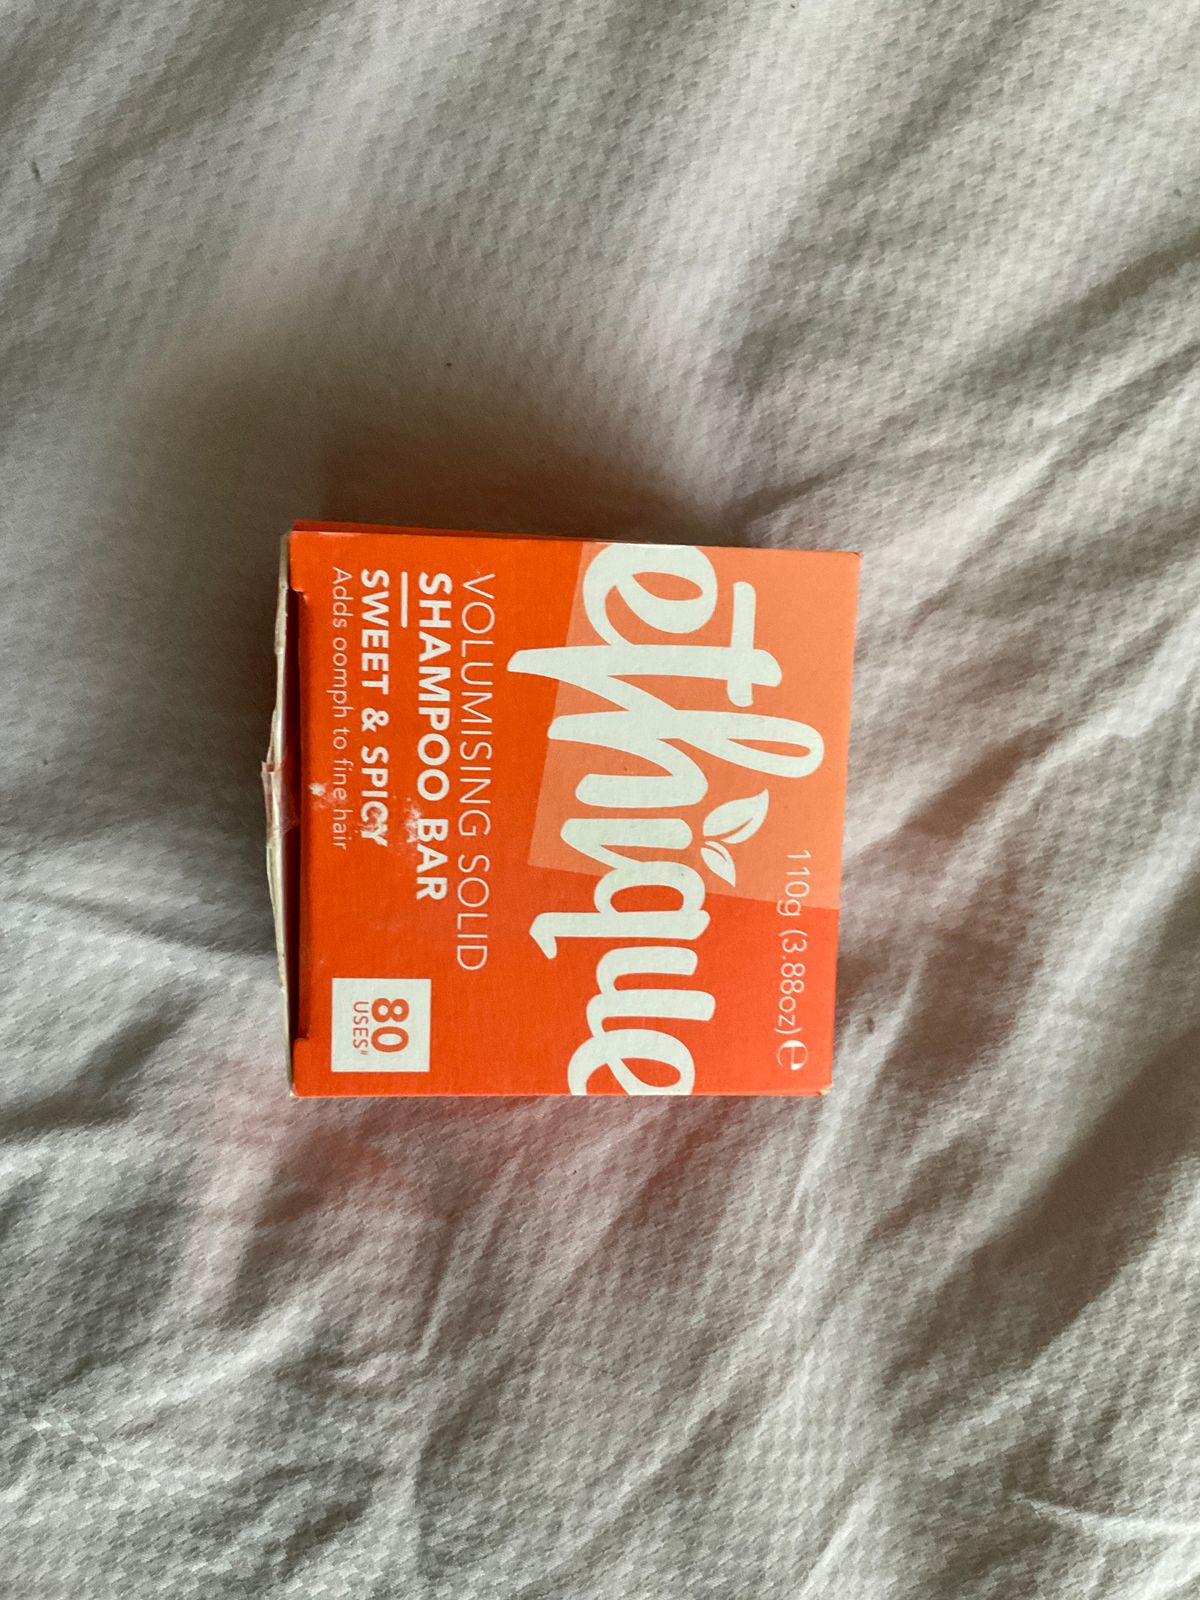 110g (3.88oz) ℮
ethique
VOLUMISING SOLID
SHAMPOO BAR
SWEET & SPICY
Adds oomph to fine hair
80
USES#